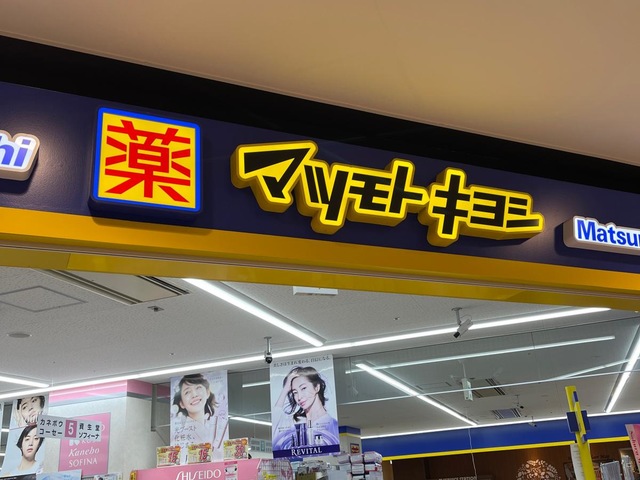 hi
薬
マツモトキヨシ
Matsu
カネボウ
コーセー
5
資生堂
ソフィーナ
Kanebo
SOFINA
SHISEIDO
REVITAL